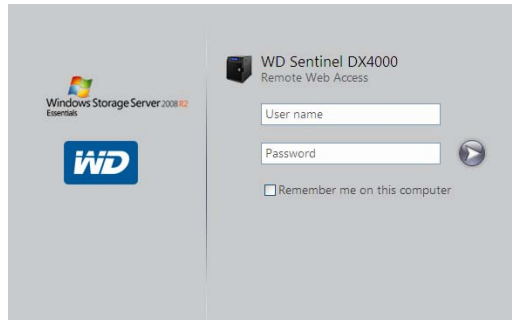 Windows Storage Server 2008 R2
Essentials
WD
WD Sentinel DX4000
Remote Web Access
User name
Password
Remember me on this computer